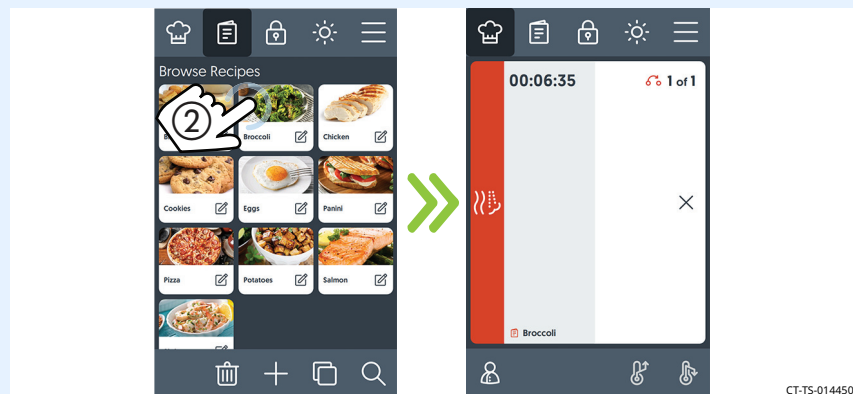 Browse Recipes
2
Broccoli
Chicken
Cookies
Eggs
Panini
Pizza
Potatoes
Salmon
00:06:35
1 of 1
Broccoli
CT-TS-014450